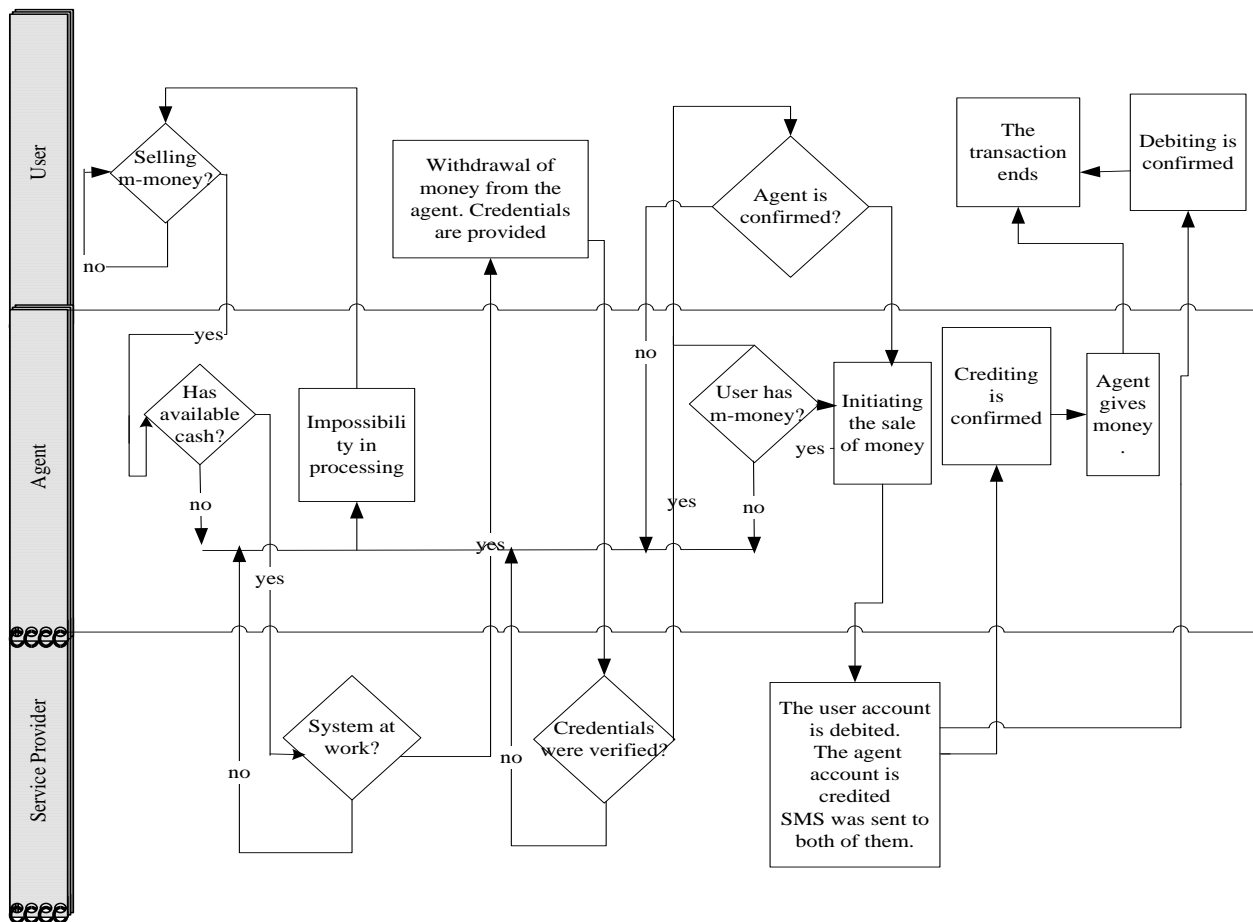 User
Selling
m-money?
no
yes
Withdrawal of
money from the
agent. Credentials
are provided
Agent is
confirmed?
The
transaction
ends
Debiting is
confirmed
Agent
Has
available
cash?
no
yes
Impossibili
ty in
processing
yes
no
User has
m-money?
yes
no
yes
Initiating
the sale
of money
Crediting
is
confirmed
Agent
gives
money
.
Service Provider
System at
work?
no
Credentials
were verified?
no
The user account
is debited.
The agent
account is
credited
SMS was sent to
both of them.